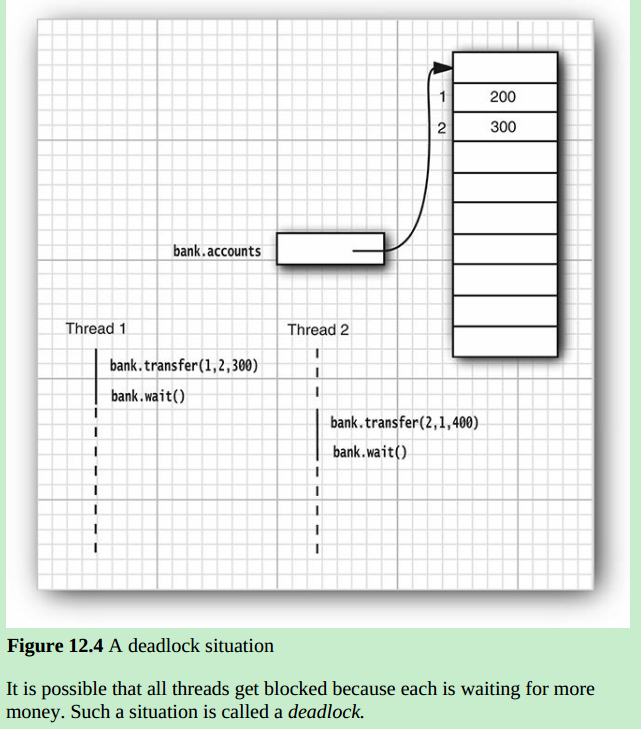 1 200
2 300
bank.accounts
Thread 1
Thread 2
bank.transfer(1,2,300)
bank.wait()
bank.transfer(2,1,400)
bank.wait()
Figure 12.4 A deadlock situation
It is possible that all threads get blocked because each is waiting for more
money. Such a situation is called a deadlock.